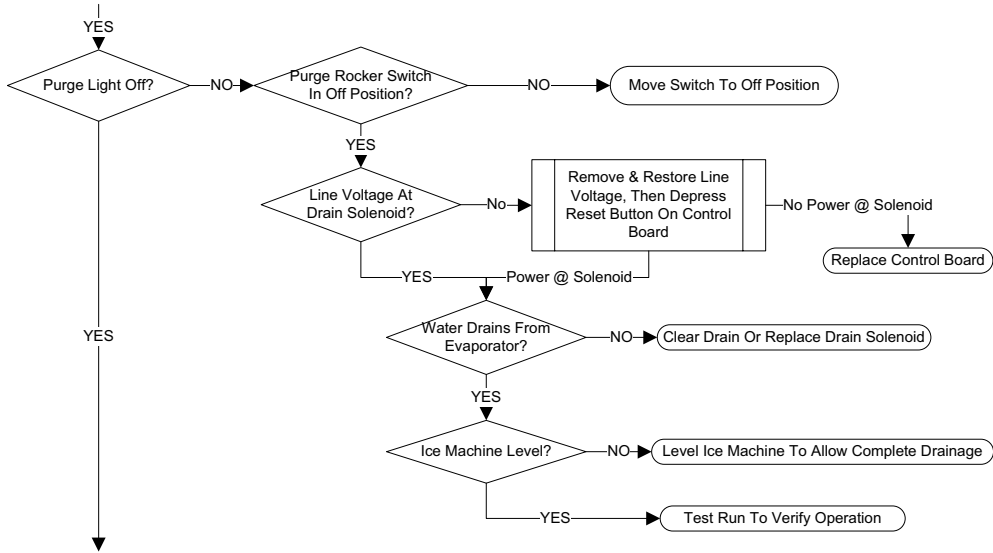 YES
Purge Light Off?
NO
Purge Rocker Switch
In Off Position?
NO
Move Switch To Off Position
YES
Line Voltage At
Drain Solenoid?
No
Remove & Restore Line
Voltage, Then Depress
Reset Button On Control
Board
No Power @ Solenoid
Replace Control Board
YES
Power @ Solenoid
YES
Water Drains From
Evaporator?
NO
Clear Drain Or Replace Drain Solenoid
YES
Ice Machine Level?
NO
Level Ice Machine To Allow Complete Drainage
YES
Test Run To Verify Operation